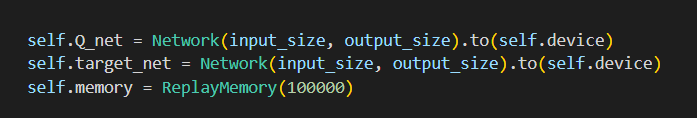 self.Q_net = Network(input_size, output_size).to(self.device)
self.target_net = Network(input_size, output_size).to(self.device)
self.memory = ReplayMemory(100000)